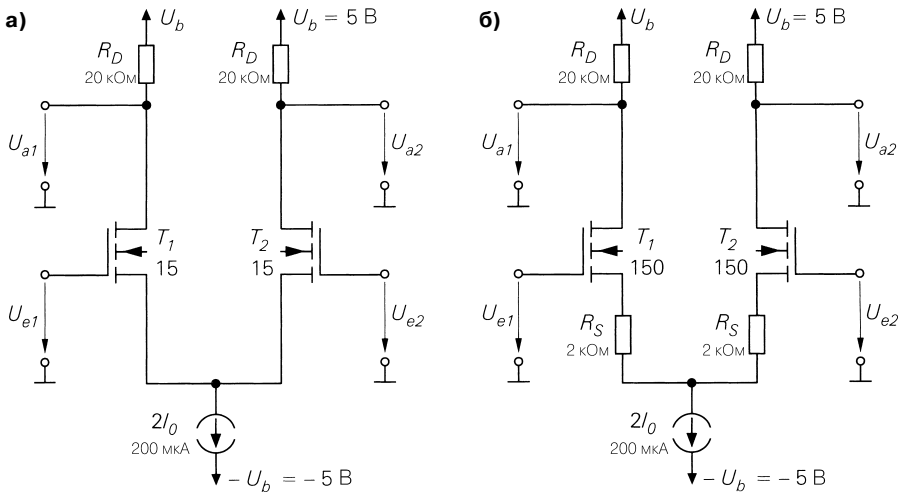 а)
U_b
U_b = 5 В
R_D
20 кОм
R_D
20 кОм
U_a1
U_a2
T_1
15
T_2
15
U_e1
U_e2
2I_0
200 мкА
– U_b = – 5 В
б)
U_b
U_b = 5 В
R_D
20 кОм
R_D
20 кОм
U_a1
U_a2
T_1
150
T_2
150
U_e1
U_e2
R_S
2 кОм
R_S
2 кОм
2I_0
200 мкА
– U_b = – 5 В